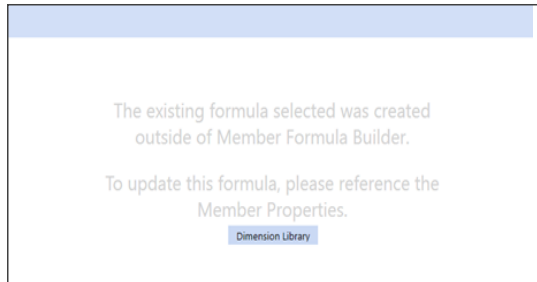 The existing formula selected was created
outside of Member Formula Builder.
To update this formula, please reference the
Member Properties.
Dimension Library